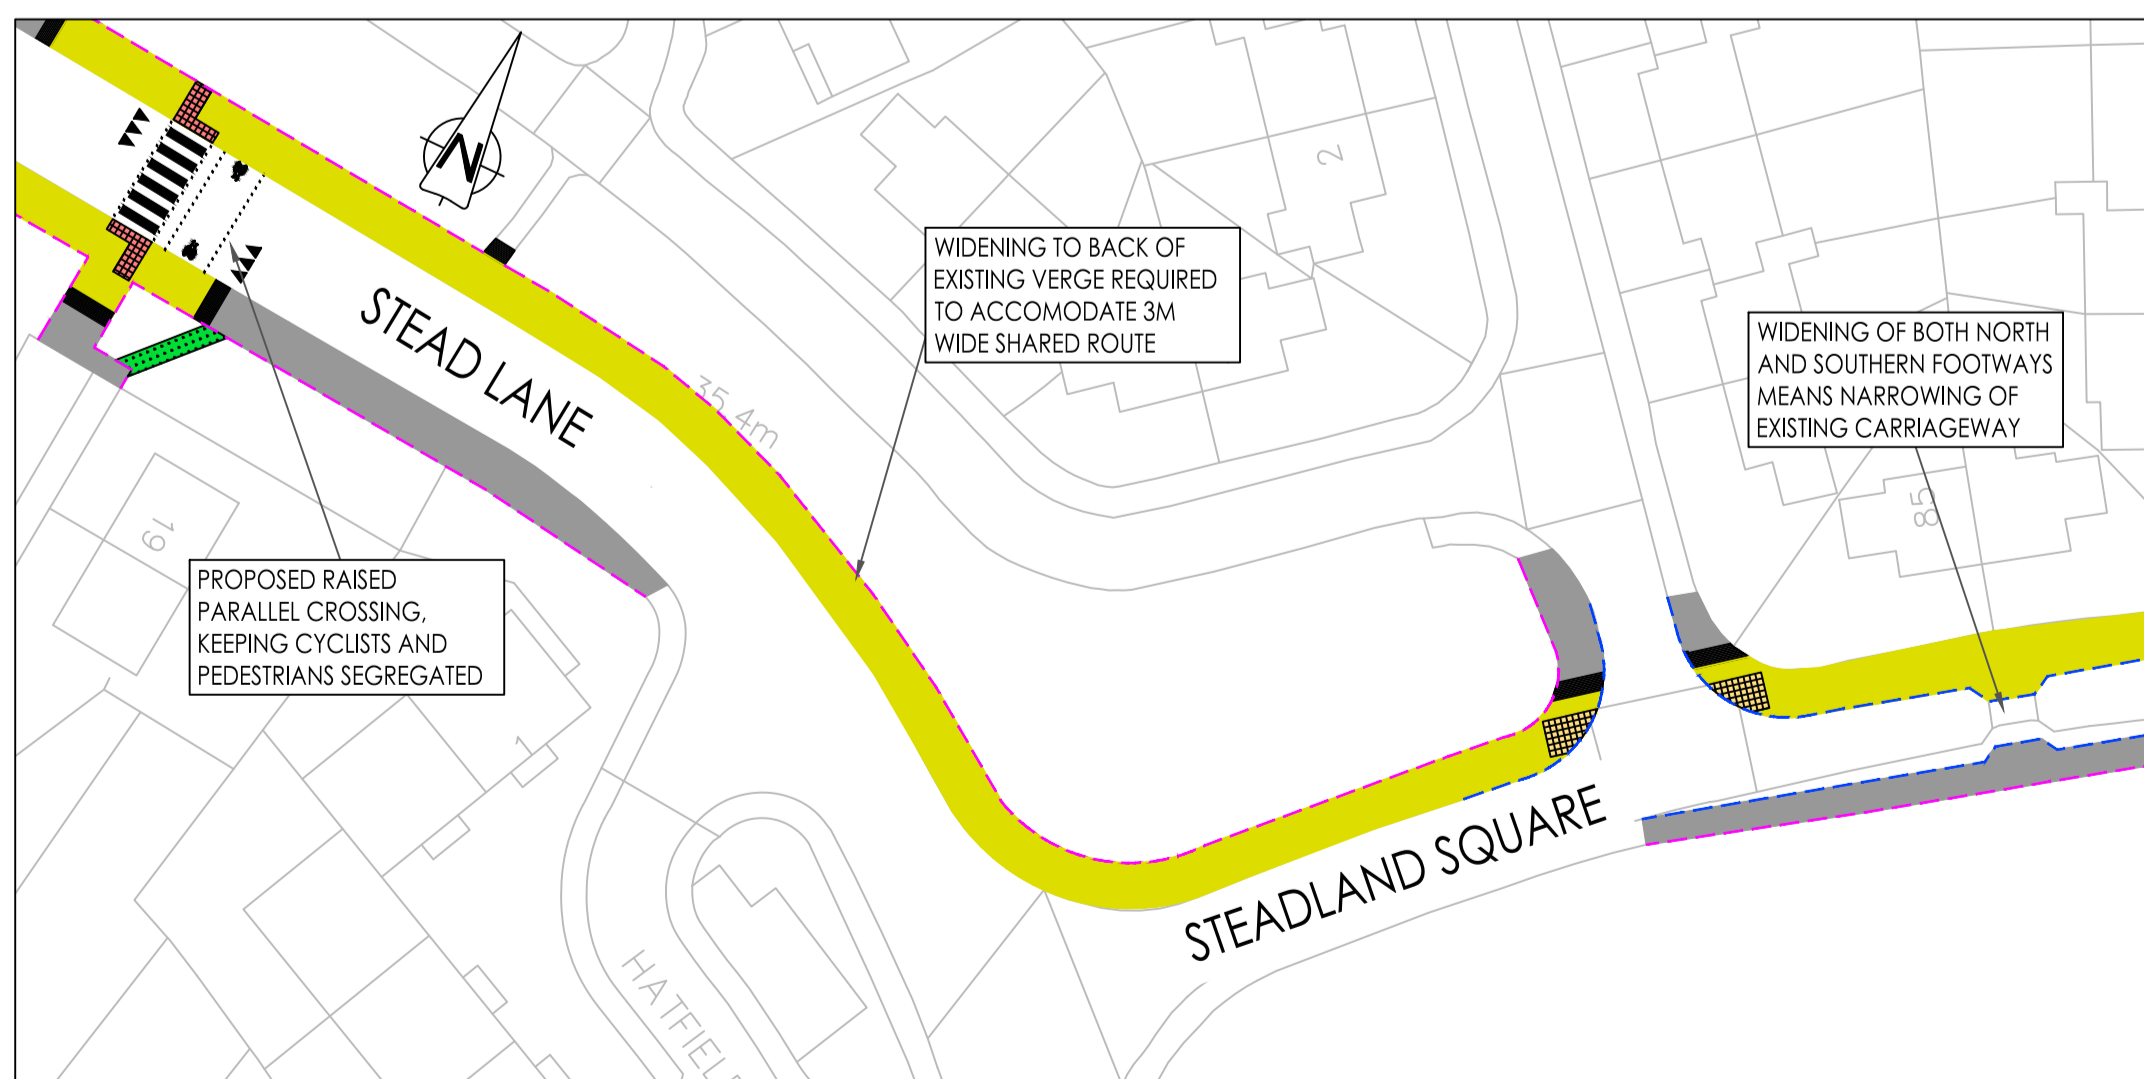 N
2
WIDENING TO BACK OF
EXISTING VERGE REQUIRED
TO ACCOMODATE 3M
WIDE SHARED ROUTE
WIDENING OF BOTH NORTH
AND SOUTHERN FOOTWAYS
MEANS NARROWING OF
EXISTING CARRIAGEWAY
STEAD LANE
35.4m
85
19
PROPOSED RAISED
PARALLEL CROSSING,
KEEPING CYCLISTS AND
PEDESTRIANS SEGREGATED
1
STEADLAND SQUARE